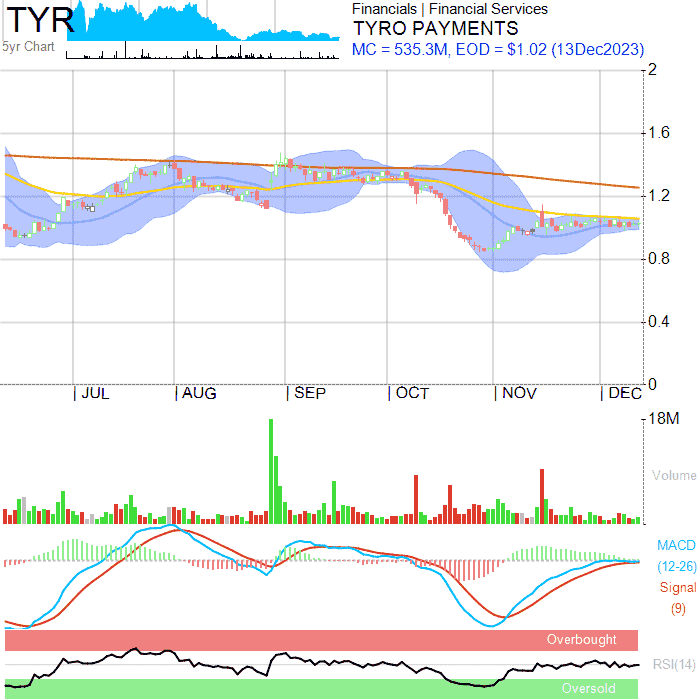 TYR
5yr Chart
Financials | Financial Services
TYRO PAYMENTS
MC = 535.3M, EOD = $1.02 (13Dec2023)
2
1.6
1.2
0.8
0.4
0
| JUL | AUG | SEP | OCT | NOV | DEC
18M
Volume
MACD
(12-26)
Signal
(9)
Overbought
RSI(14)
Oversold